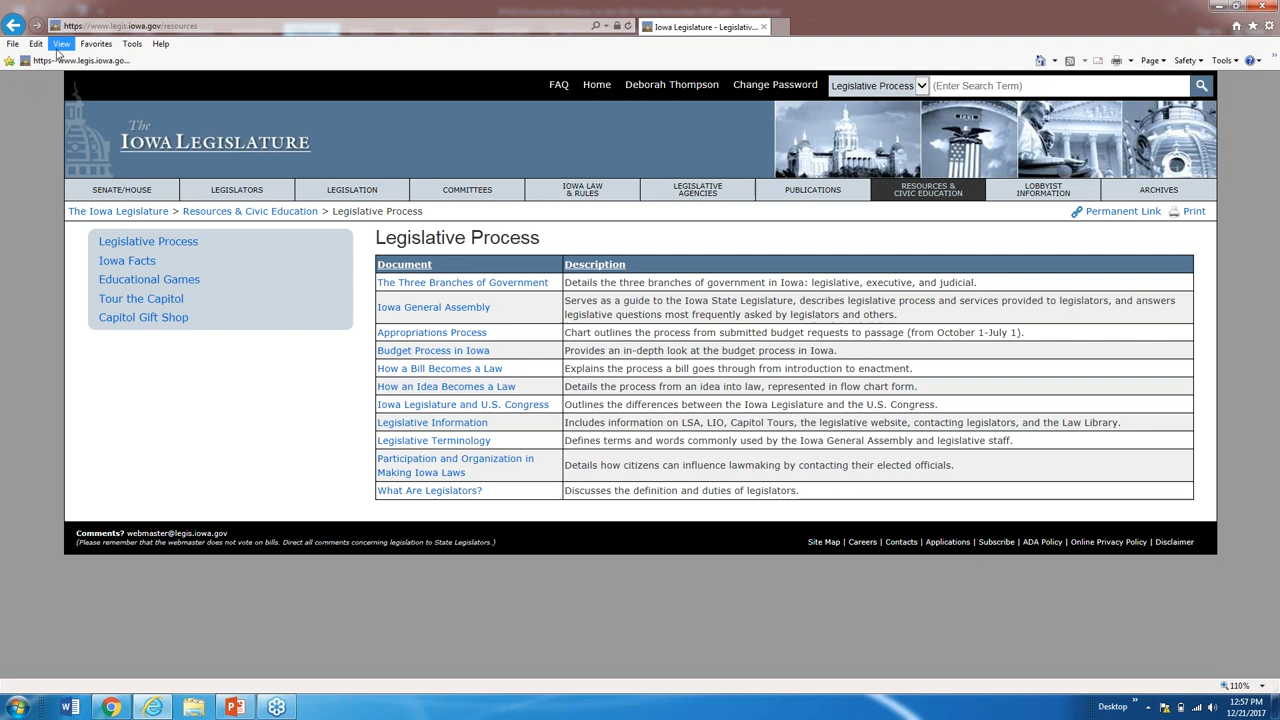 https://www.legis.iowa.gov/resources
Iowa Legislature - Legislativ...
File Edit View Favorites Tools Help
https--www.legis.iowa.go...
Page Safety Tools
FAQ Home Deborah Thompson Change Password Legislative Process (Enter Search Term)
The
IOWA LEGISLATURE
SENATE/HOUSE
LEGISLATORS
LEGISLATION
COMMITTEES
IOWA LAW
& RULES
LEGISLATIVE
AGENCIES
PUBLICATIONS
RESOURCES &
CIVIC EDUCATION
LOBBYIST
INFORMATION
ARCHIVES
The Iowa Legislature > Resources & Civic Education > Legislative Process
Permanent Link Print
Legislative Process
Iowa Facts
Educational Games
Tour the Capitol
Capitol Gift Shop
Legislative Process
Document Description
The Three Branches of Government Details the three branches of government in Iowa: legislative, executive, and judicial.
Iowa General Assembly
Serves as a guide to the Iowa State Legislature, describes legislative process and services provided to legislators, and answers
legislative questions most frequently asked by legislators and others.
Appropriations Process Chart outlines the process from submitted budget requests to passage (from October 1-July 1).
Budget Process in Iowa Provides an in-depth look at the budget process in Iowa.
How a Bill Becomes a Law Explains the process a bill goes through from introduction to enactment.
How an Idea Becomes a Law Details the process from an idea into law, represented in flow chart form.
Iowa Legislature and U.S. Congress Outlines the differences between the Iowa Legislature and the U.S. Congress.
Legislative Information Includes information on LSA, LIO, Capitol Tours, the legislative website, contacting legislators, and the Law Library.
Legislative Terminology Defines terms and words commonly used by the Iowa General Assembly and legislative staff.
Participation and Organization in
Making Iowa Laws
Details how citizens can influence lawmaking by contacting their elected officials.
What Are Legislators? Discusses the definition and duties of legislators.
Comments? webmaster@legis.iowa.gov
(Please remember that the webmaster does not vote on bills. Direct all comments concerning legislation to State Legislators.)
Site Map | Careers | Contacts | Applications | Subscribe | ADA Policy | Online Privacy Policy | Disclaimer
110%
Desktop
12:57 PM
12/21/2017